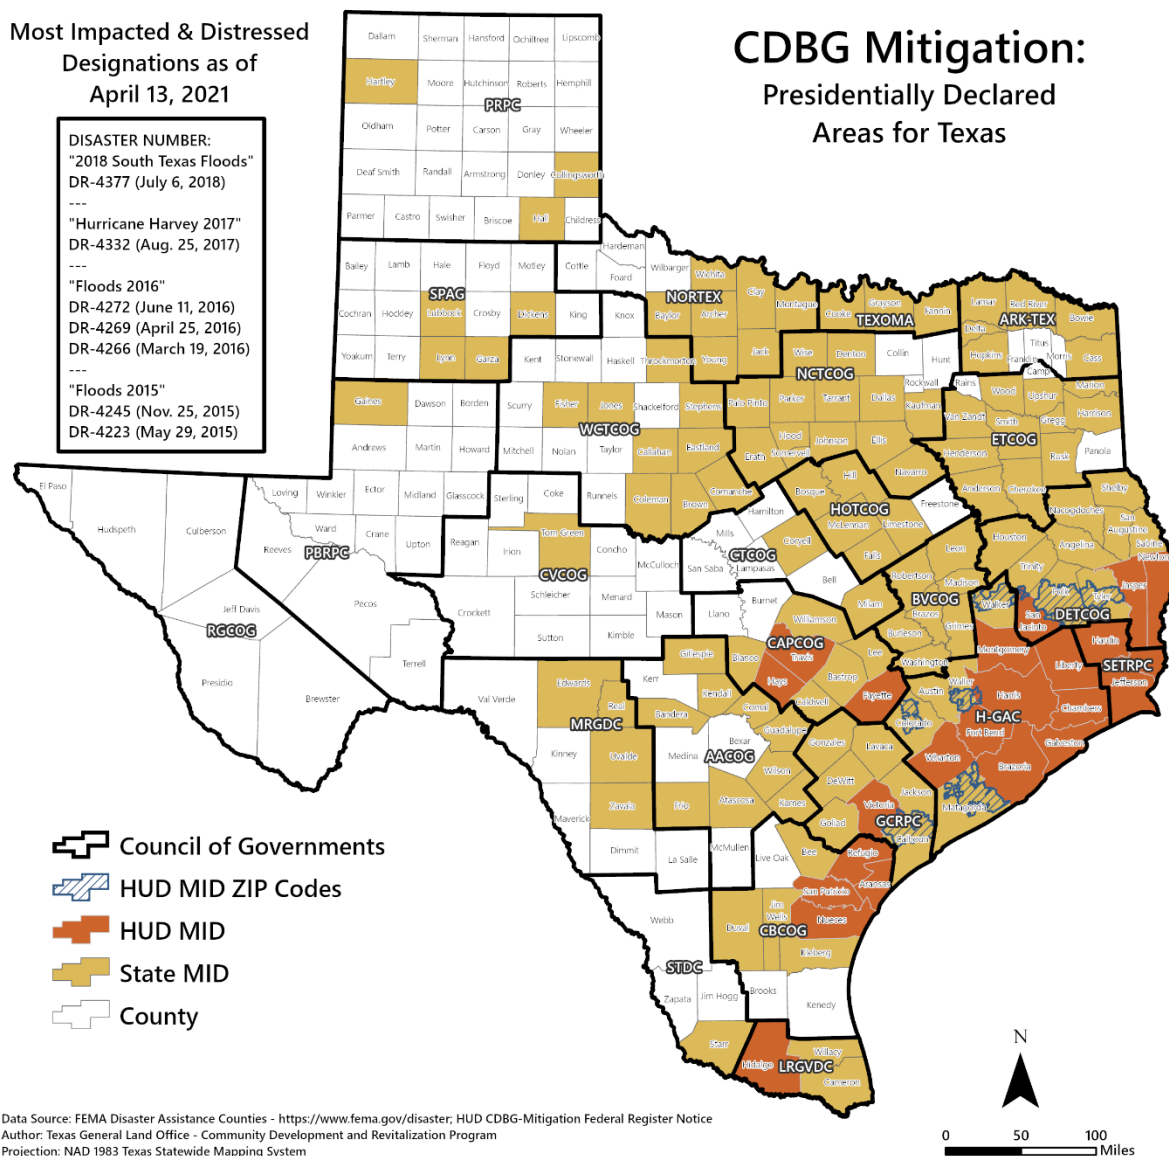 Most Impacted & Distressed
Designations as of
April 13, 2021
CDBG Mitigation:
Presidentially Declared
Areas for Texas
DISASTER NUMBER:
"2018 South Texas Floods"
DR-4377 (July 6, 2018)
---
"Hurricane Harvey 2017"
DR-4332 (Aug. 25, 2017)
---
"Floods 2016"
DR-4272 (June 11, 2016)
DR-4269 (April 25, 2016)
DR-4266 (March 19, 2016)
---
"Floods 2015"
DR-4245 (Nov. 25, 2015)
DR-4223 (May 29, 2015)
Dallam Sherman Hansford Ochiltree Lipscomb
Hartley Moore Hutchinson Roberts Hemphill
PRPC
Oldham Potter Carson Gray Wheeler
Deaf Smith Randall Armstrong Donley Collingsworth
Parmer Castro Swisher Briscoe Hall Childress
Hardeman
Bailey Lamb Hale Floyd Motley Cottle Foard Wilbarger Wichita
SPAG NORTEX
Clay Montague Cooke Grayson Fannin Lamar Red River Bowie
TEXOMA ARK-TEX
Cochran Hockley Lubbock Crosby Dickens King Knox Baylor Archer
Delta Titus
Hopkins Franklin Morris Cass
Yoakum Terry Lynn Garza Kent Stonewall Haskell Throckmorton Young Jack Wise Denton Collin Hunt
NCTCOG
Camp
Rockwall Rains Wood Upshur Marion
Gaines Dawson Borden Scurry Fisher Jones Shackelford Stephens Palo Pinto Parker Tarrant Dallas Kaufman Van Zandt Smith Gregg Harrison
WCTCOG ETCOG
Andrews Martin Howard Mitchell Nolan Taylor Callahan Eastland Erath Hood Somervell Johnson Ellis Henderson Rusk Panola
El Paso Hudspeth Culberson
Loving Winkler Ector Midland Glasscock Sterling Coke Runnels Coleman Brown Comanche Hamilton Bosque Hill Navarro Freestone Anderson Cherokee Shelby
HOTCOG
Nacogdoches San Augustine
Reeves Ward Crane Upton Reagan Irion Tom Green Concho McCulloch Mills Coryell McLennan Limestone Leon Houston Angelina Sabine Newton
PBRPC CVCOG CTCOG
San Saba Lampasas Bell Falls Robertson Madison Trinity Polk Tyler Jasper
BVCOG DETCOG
Jeff Davis Pecos Crockett Schleicher Menard Mason Llano Burnet Williamson Milam Brazos Grimes Walker San Jacinto Hardin
RGCOG
Sutton Kimble Burleson Montgomery Liberty
CAPCOG SETRPC
Presidio Brewster Terrell Val Verde Edwards Gillespie Blanco Travis Lee Washington Waller Harris Jefferson
Hays Bastrop Austin Chambers
H-GAC
Real Kerr Kendall Comal Caldwell Fayette Colorado Fort Bend Galveston
MRGDC
Bandera Guadalupe Gonzales Lavaca Wharton Brazoria
Kinney Uvalde Medina Bexar
AACOG
Wilson DeWitt Jackson Matagorda
Maverick Zavala Frio Atascosa Karnes Goliad Victoria Calhoun
GCRPC
Dimmit La Salle McMullen Live Oak Bee Refugio
Aransas
San Patricio
Webb Duval Jim Wells Nueces
CBCOG
Kleberg
STDC
Zapata Jim Hogg Brooks Kenedy
Starr Hidalgo Willacy
LRGVDC
Cameron
Council of Governments
HUD MID ZIP Codes
HUD MID
State MID
County
N
0 50 100
Miles
Data Source: FEMA Disaster Assistance Counties - https://www.fema.gov/disaster; HUD CDBG-Mitigation Federal Register Notice
Author: Texas General Land Office - Community Development and Revitalization Program
Projection: NAD 1983 Texas Statewide Mapping System